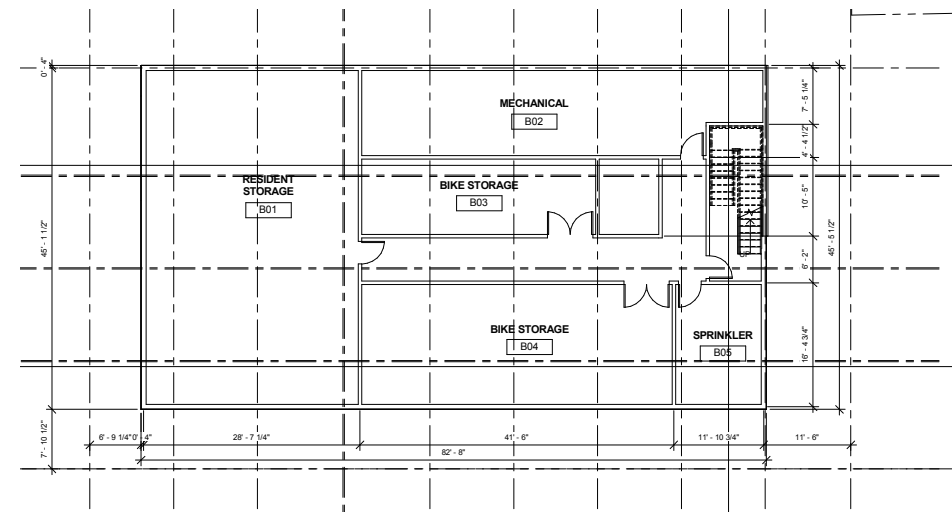 0' - 4"
7' - 5 1/4"
MECHANICAL
B02
4' - 4 1/2"
RESIDENT
STORAGE
B01
BIKE STORAGE
B03
10' - 5"
45' - 1 1/2"
45' - 5 1/2"
UP
6' - 2"
BIKE STORAGE
B04
SPRINKLER
B05
16' - 4 3/4"
6' - 9 1/4"
0' - 4"
28' - 7 1/4"
41' - 6"
11' - 10 3/4"
11' - 6"
7' - 10 1/2"
82' - 8"